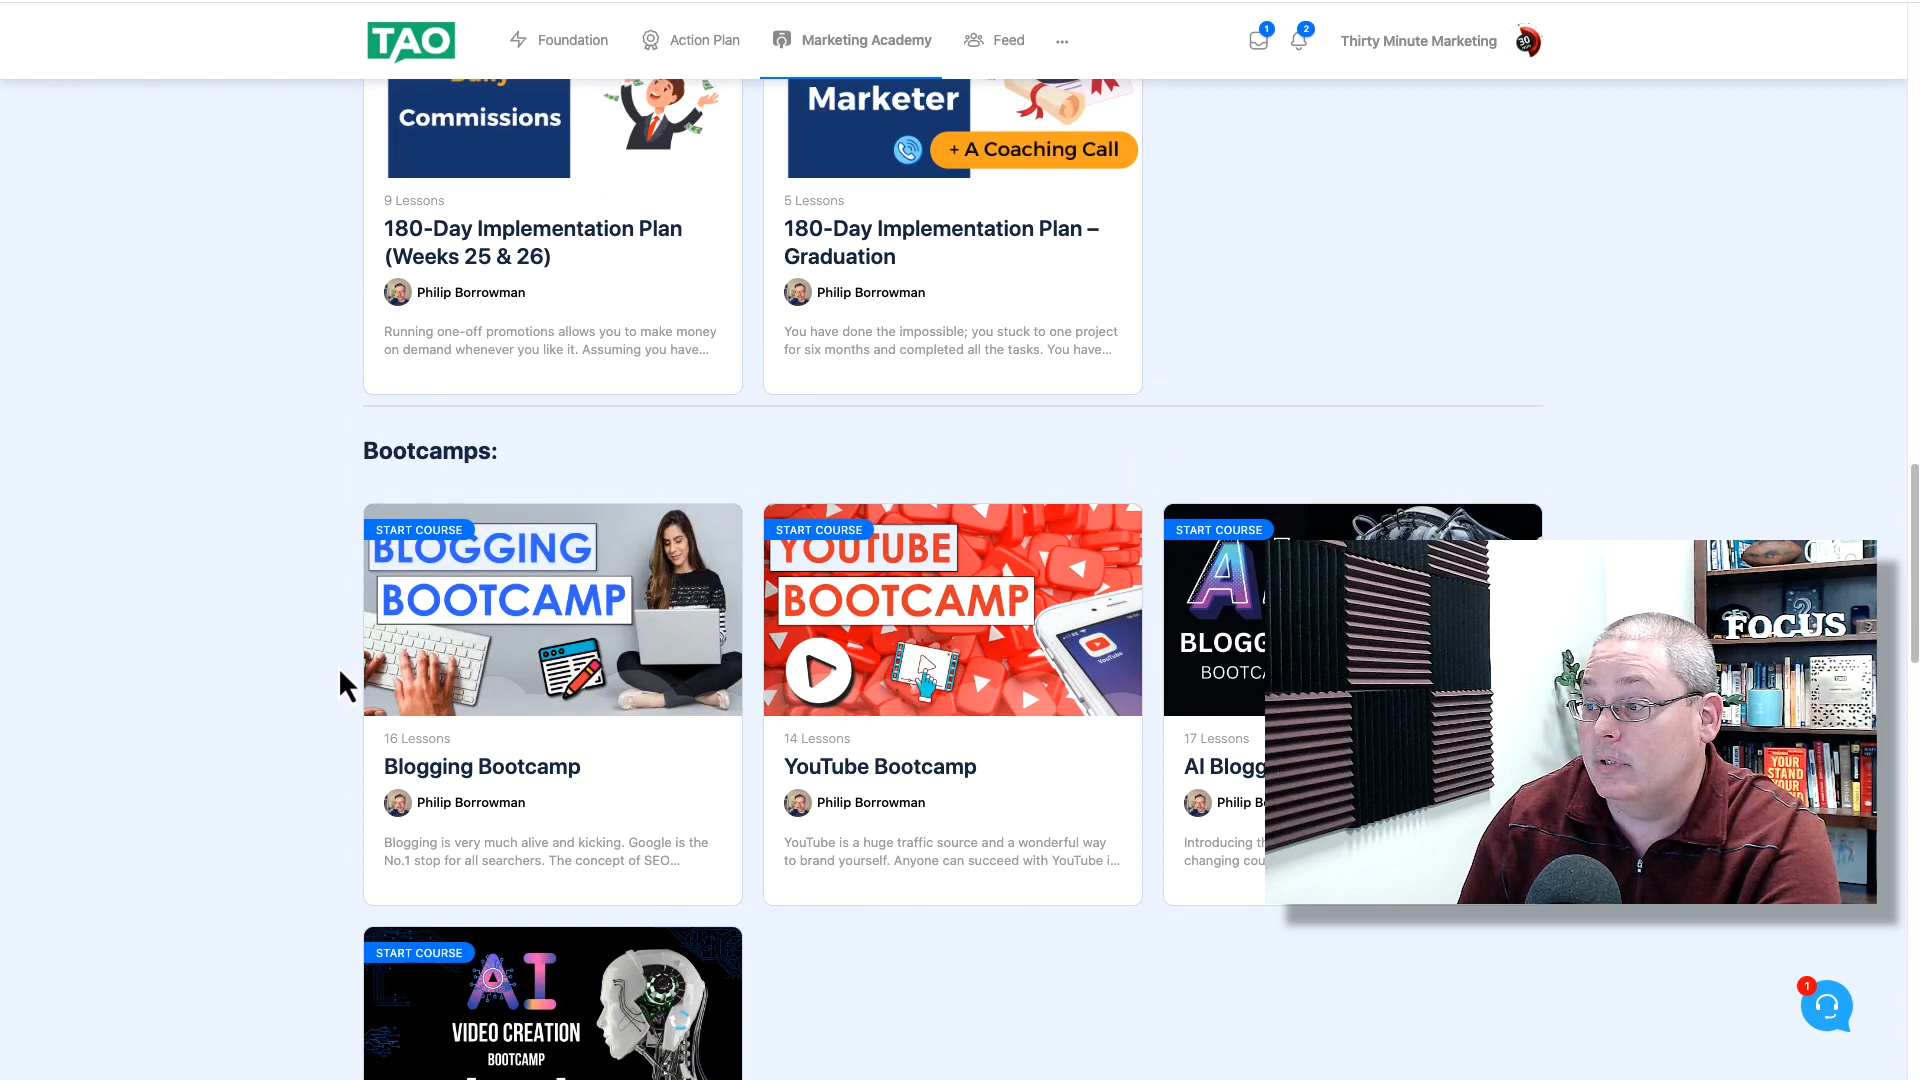 TAO
Foundation
Action Plan
Marketing Academy
Feed
...
1
2
Thirty Minute Marketing
30
Daily
Commissions
Marketer
+ A Coaching Call
9 Lessons
180-Day Implementation Plan
(Weeks 25 & 26)
Philip Borrowman
Running one-off promotions allows you to make money
on demand whenever you like it. Assuming you have...
5 Lessons
180-Day Implementation Plan –
Graduation
Philip Borrowman
You have done the impossible; you stuck to one project
for six months and completed all the tasks. You have...
Bootcamps:
START COURSE
BLOGGING
BOOTCAMP
16 Lessons
Blogging Bootcamp
Philip Borrowman
Blogging is very much alive and kicking. Google is the
No.1 stop for all searchers. The concept of SEO...
START COURSE
YOUTUBE
BOOTCAMP
YouTube
14 Lessons
YouTube Bootcamp
Philip Borrowman
YouTube is a huge traffic source and a wonderful way
to brand yourself. Anyone can succeed with YouTube i...
START COURSE
BLOGG
BOOTCA
17 Lessons
AI Blogg
Philip B
Introducing t
changing cou
FOCUS
YOUR
STAND
YOUR
START COURSE
AI
VIDEO CREATION
BOOTCAMP
1